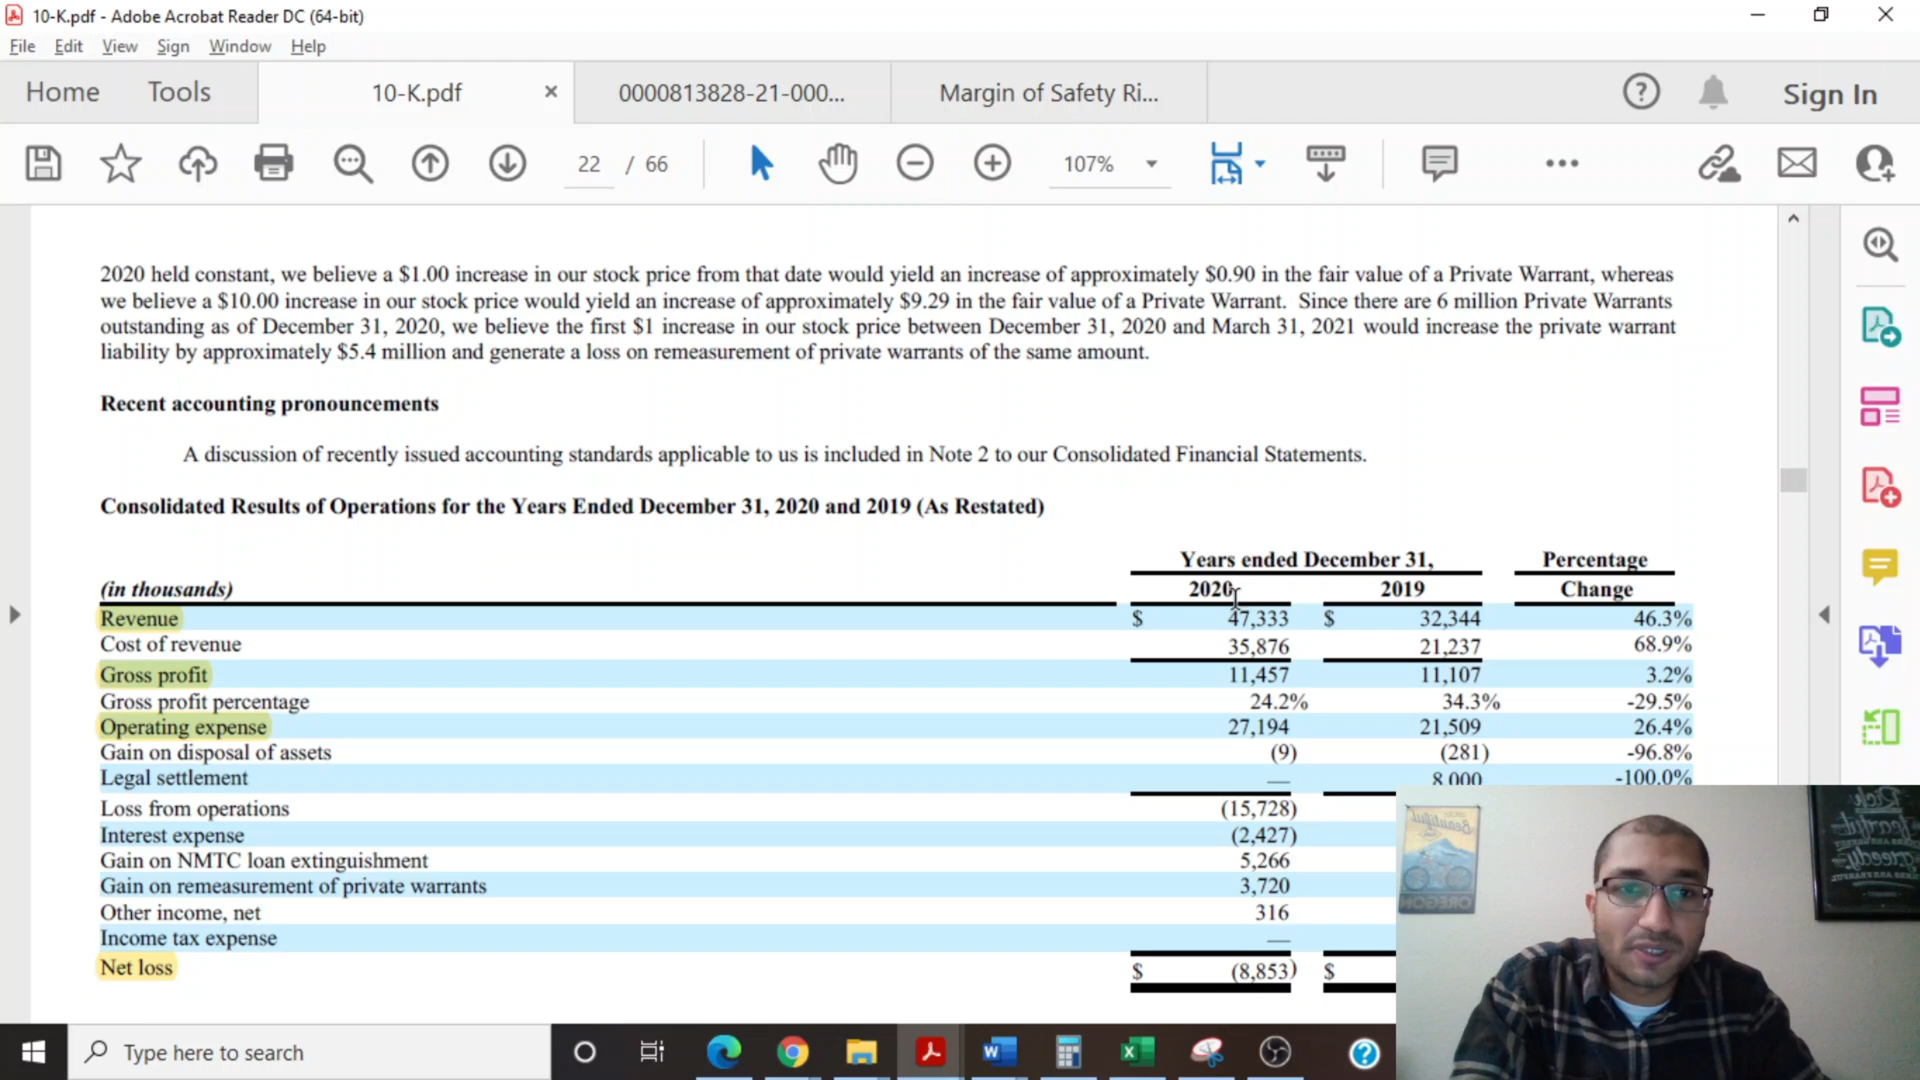 10-K.pdf - Adobe Acrobat Reader DC (64-bit)
File Edit View Sign Window Help
Home Tools 10-K.pdf × 0000813828-21-000... Margin of Safety Ri... Sign In
22 / 66 107%
2020 held constant, we believe a $1.00 increase in our stock price from that date would yield an increase of approximately $0.90 in the fair value of a Private Warrant, whereas
we believe a $10.00 increase in our stock price would yield an increase of approximately $9.29 in the fair value of a Private Warrant. Since there are 6 million Private Warrants
outstanding as of December 31, 2020, we believe the first $1 increase in our stock price between December 31, 2020 and March 31, 2021 would increase the private warrant
liability by approximately $5.4 million and generate a loss on remeasurement of private warrants of the same amount.
Recent accounting pronouncements
A discussion of recently issued accounting standards applicable to us is included in Note 2 to our Consolidated Financial Statements.
Consolidated Results of Operations for the Years Ended December 31, 2020 and 2019 (As Restated)
Years ended December 31, Percentage
(in thousands) 2020 2019 Change
Revenue $ 47,333 $ 32,344 46.3%
Cost of revenue 35,876 21,237 68.9%
Gross profit 11,457 11,107 3.2%
Gross profit percentage 24.2% 34.3% -29.5%
Operating expense 27,194 21,509 26.4%
Gain on disposal of assets (9) (281) -96.8%
Legal settlement — 8,000 -100.0%
Loss from operations (15,728)
Interest expense (2,427)
Gain on NMTC loan extinguishment 5,266
Gain on remeasurement of private warrants 3,720
Other income, net 316
Income tax expense —
Net loss $ (8,853) $
Beautiful
OREGON
Type here to search